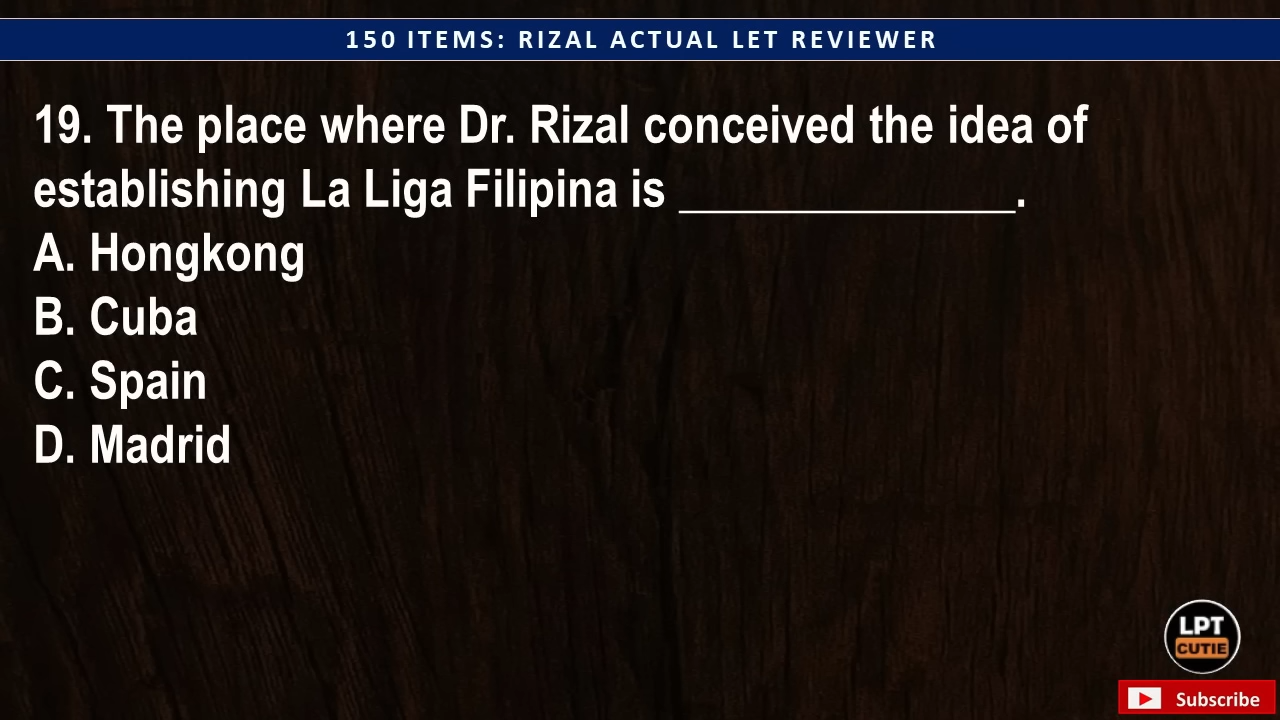 150 ITEMS: RIZAL ACTUAL LET REVIEWER
19. The place where Dr. Rizal conceived the idea of
establishing La Liga Filipina is ________________.
A. Hongkong
B. Cuba
C. Spain
D. Madrid
LPT
CUTIE
Subscribe